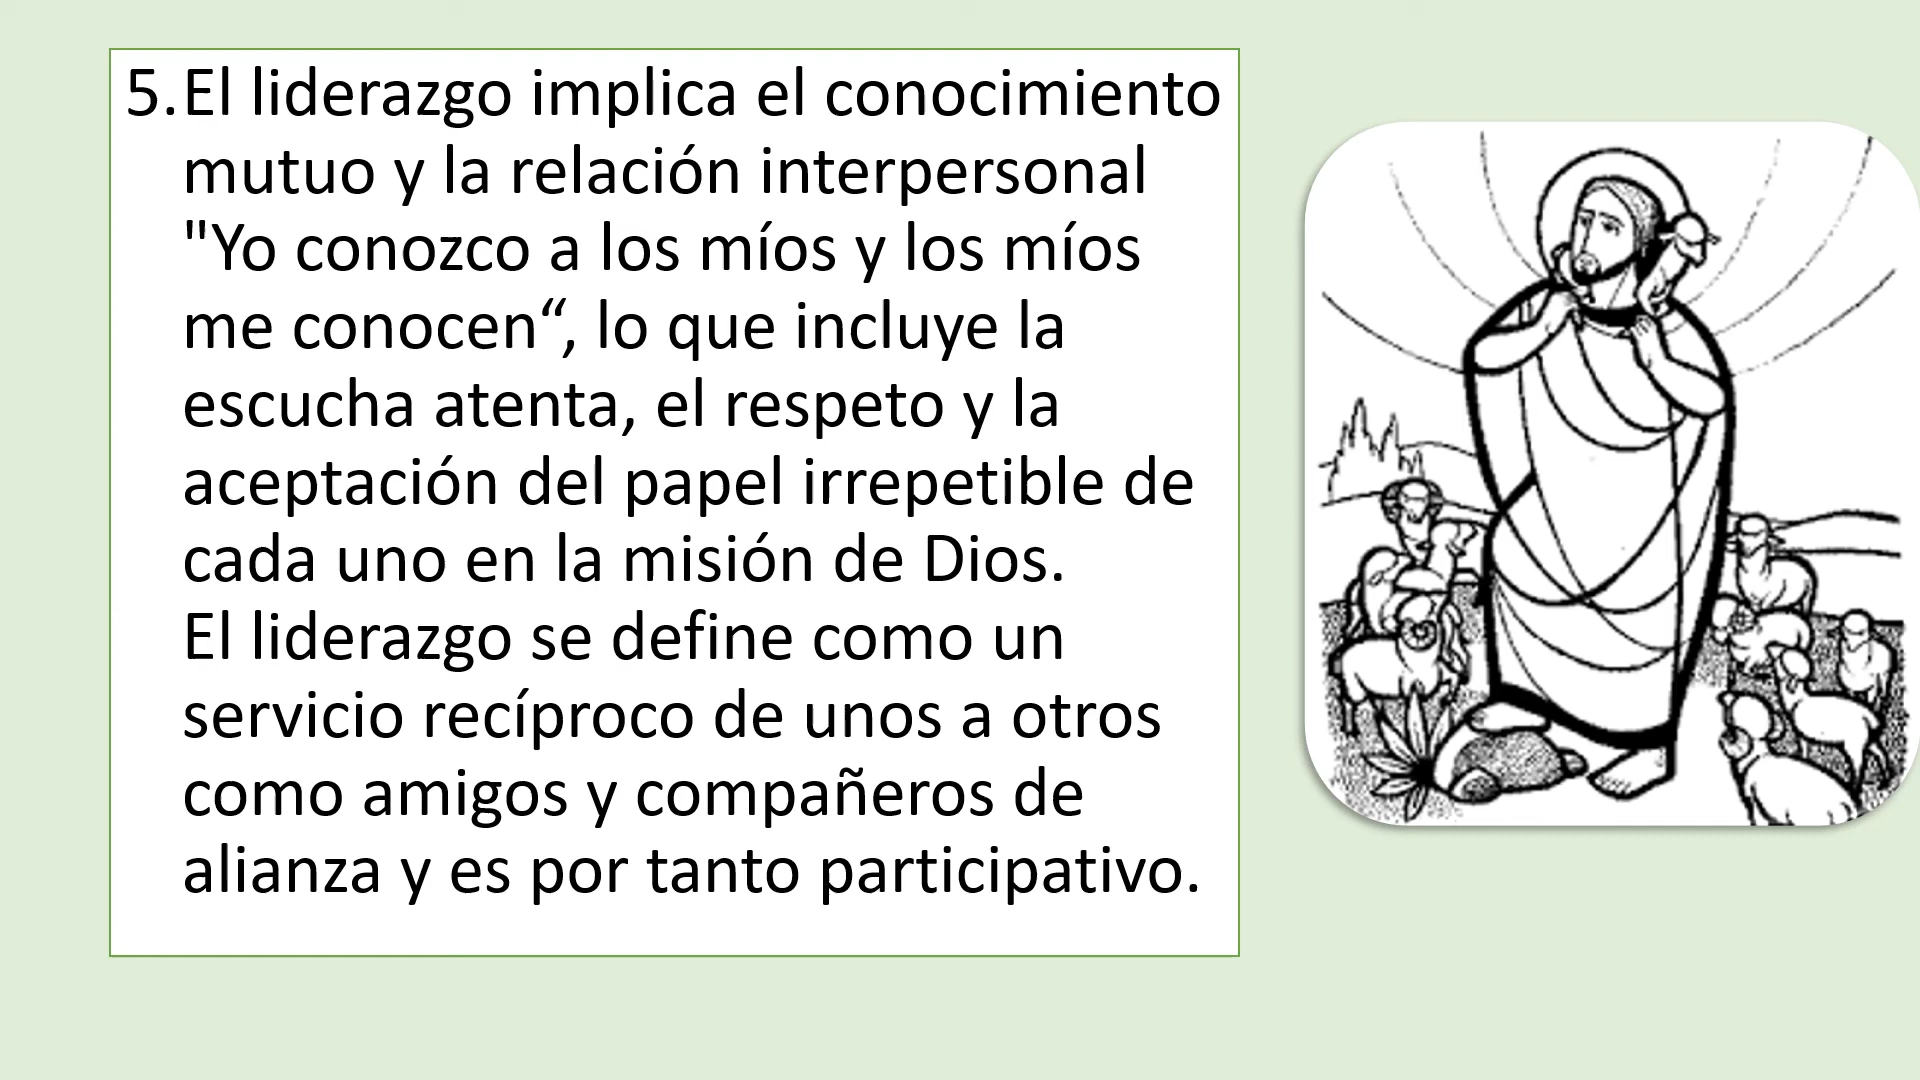 5.El liderazgo implica el conocimiento
mutuo y la relación interpersonal
"Yo conozco a los míos y los míos
me conocen“, lo que incluye la
escucha atenta, el respeto y la
aceptación del papel irrepetible de
cada uno en la misión de Dios.
El liderazgo se define como un
servicio recíproco de unos a otros
como amigos y compañeros de
alianza y es por tanto participativo.